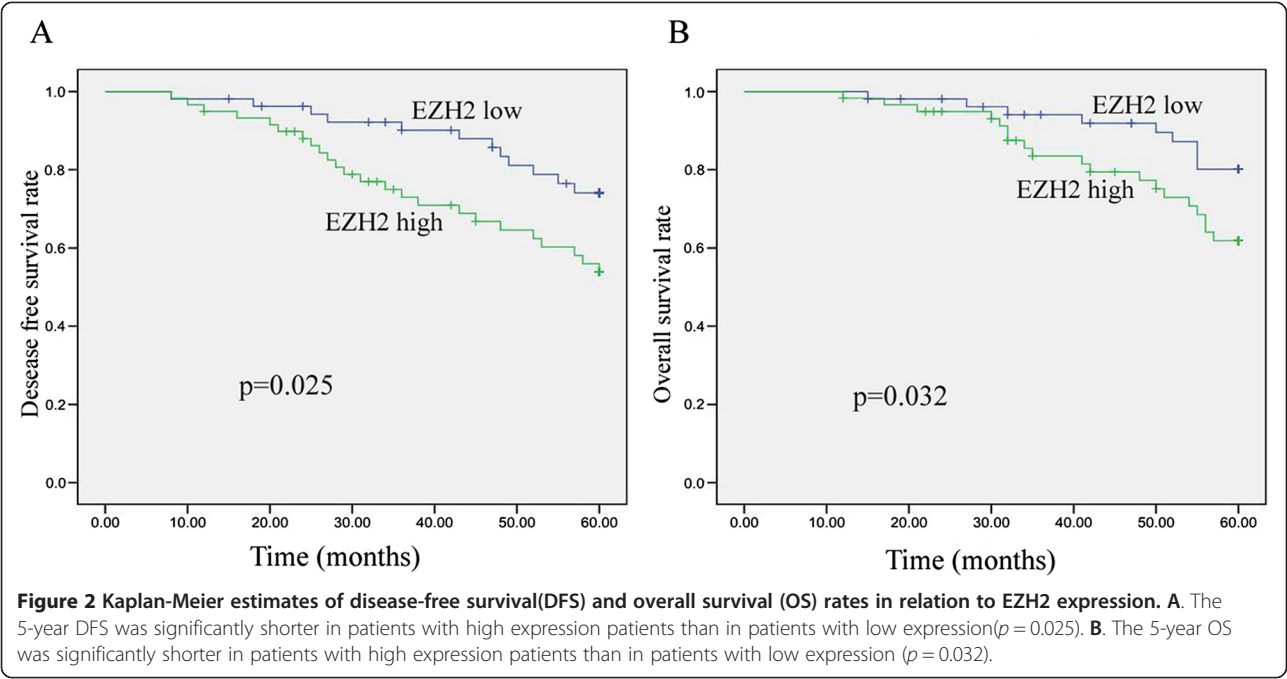 A
B
1.0
0.8
0.6
0.4
0.2
0.0
Desease free survival rate
EZH2 low
EZH2 high
p=0.025
0.00 10.00 20.00 30.00 40.00 50.00 60.00
Time (months)
1.0
0.8
0.6
0.4
0.2
0.0
Overall survival rate
EZH2 low
EZH2 high
p=0.032
0.00 10.00 20.00 30.00 40.00 50.00 60.00
Time (months)
Figure 2 Kaplan-Meier estimates of disease-free survival(DFS) and overall survival (OS) rates in relation to EZH2 expression. A. The
5-year DFS was significantly shorter in patients with high expression patients than in patients with low expression(p = 0.025). B. The 5-year OS
was significantly shorter in patients with high expression patients than in patients with low expression (p = 0.032).